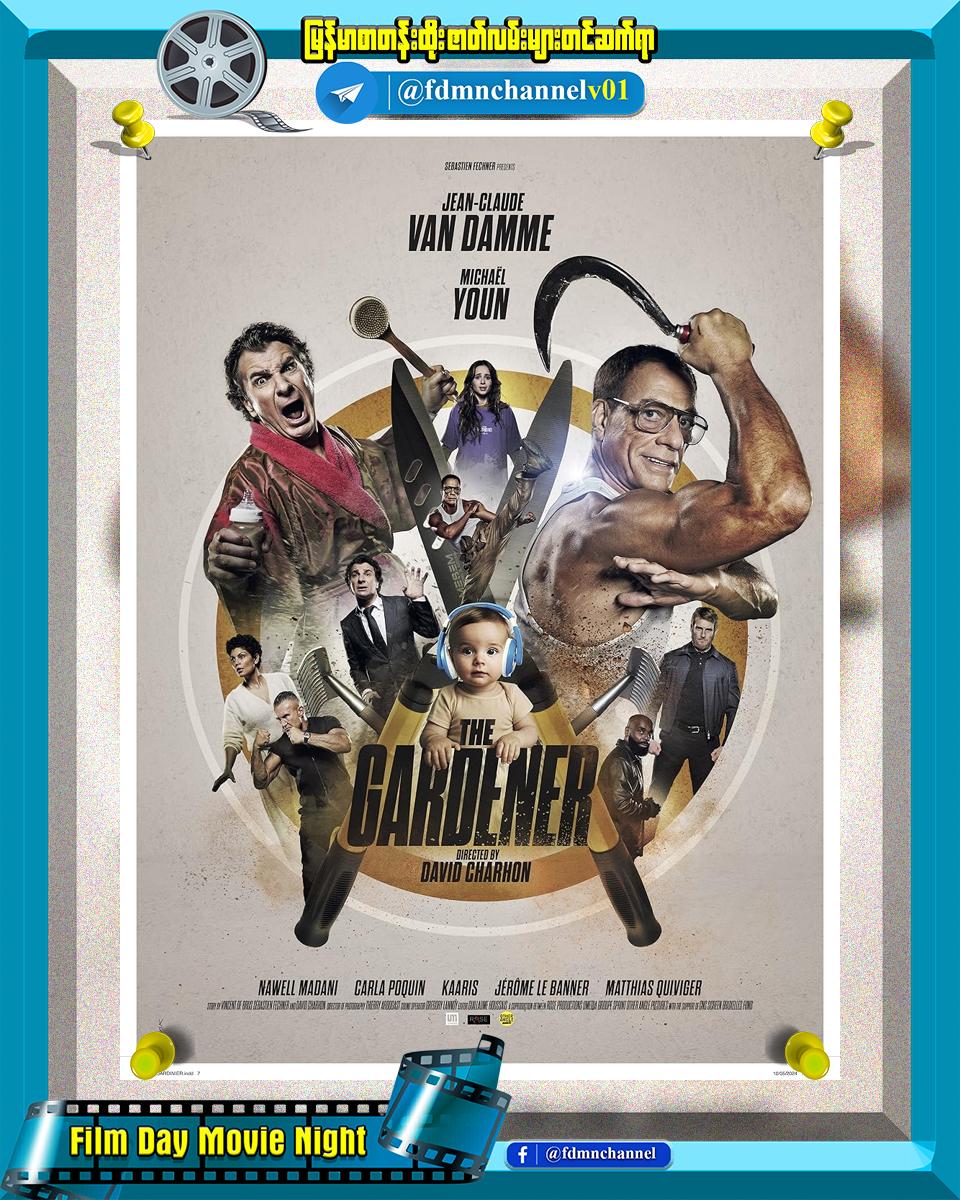 မြန်မာစာတန်းထိုးဇာတ်လမ်းများတင်ဆက်ရာ
@fdmnchannelv01
SEBASTIEN FECHNER PRESENTS
JEAN-CLAUDE
VAN DAMME
MICHAËL
YOUN
THE
GARDENER
DIRECTED BY
DAVID CHARHON
NAWELL MADANI CARLA POQUIN KAARIS JÉRÔME LE BANNER MATTHIAS QUIVIGER
Film Day Movie Night
@fdmnchannel